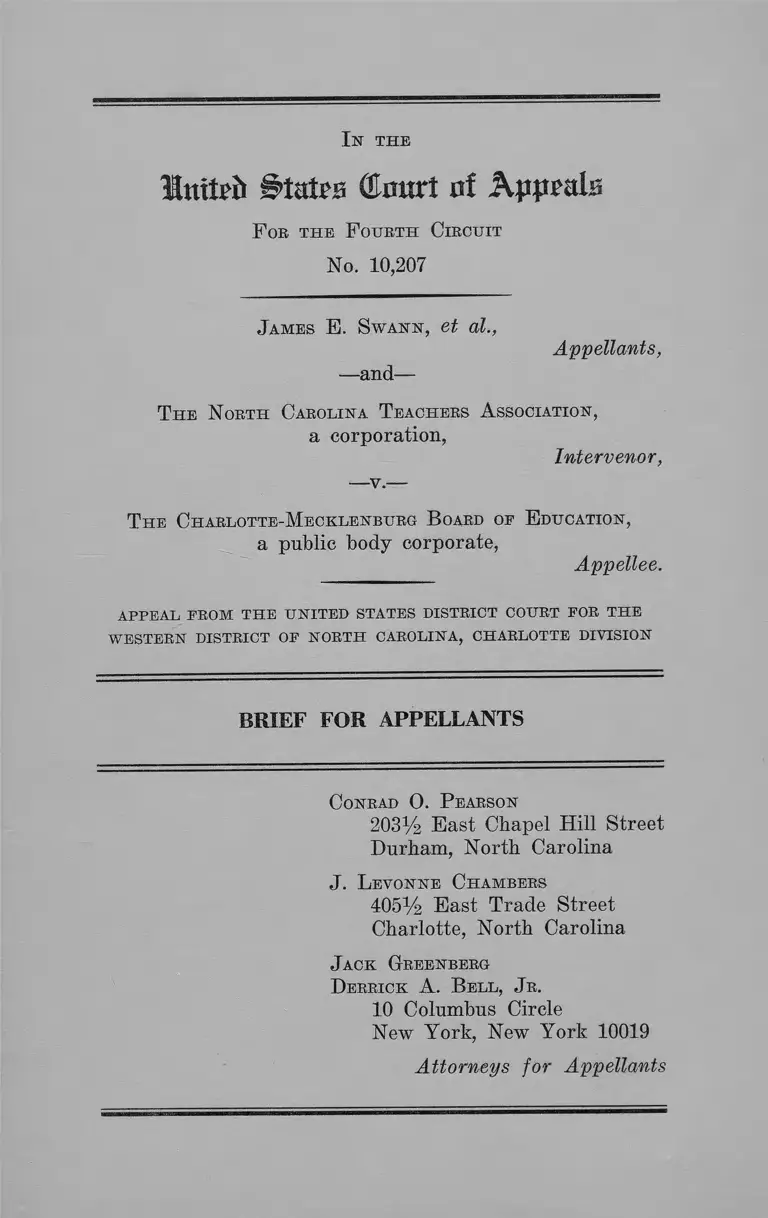 IN THE
United States Court of Appeals
FOR THE FOURTH CIRCUIT
No. 10,207
JAMES E. SWANN, et al.,
Appellants,
—and—
THE NORTH CAROLINA TEACHERS ASSOCIATION,
a corporation,
Intervenor,
—v.—
THE CHARLOTTE-MECKLENBURG BOARD OF EDUCATION,
a public body corporate,
Appellee.
APPEAL FROM THE UNITED STATES DISTRICT COURT FOR THE
WESTERN DISTRICT OF NORTH CAROLINA, CHARLOTTE DIVISION
BRIEF FOR APPELLANTS
CONRAD O. PEARSON
203½ East Chapel Hill Street
Durham, North Carolina
J. LEVONNE CHAMBERS
405½ East Trade Street
Charlotte, North Carolina
JACK GREENBERG
DERRICK A. BELL, JR.
10 Columbus Circle
New York, New York 10019
Attorneys for Appellants